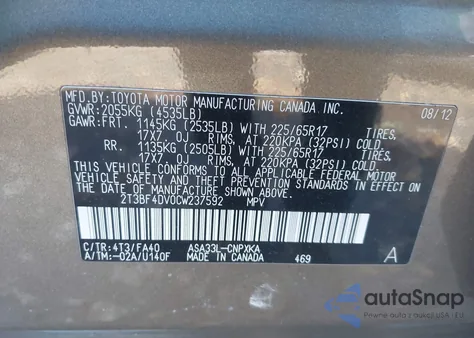 MFD.BY:TOYOTA MOTOR MANUFACTURING CANADA.INC.
GVWR:2055KG (4535LB) 08/12
GAWR:FRT. 1145KG (2535LB) WITH 225/65R17 TIRES,
17X7.0J RIMS, AT 220KPA (32PSI) COLD
RR. 1135KG (2505LB) WITH 225/65R17 TIRES,
17X7.0J RIMS, AT 220KPA (32PSI) COLD
THIS VEHICLE CONFORMS TO ALL APPLICABLE FEDERAL MOTOR
VEHICLE SAFETY AND THEFT PREVENTION STANDARDS IN
EFFECT ON THE DATE OF MANUFACTURE SHOWN ABOVE.
2T3BF4DV0CW237592 MPV
C/TR:4T3/FA40 ASA33L-CNPXKA A
A/TM:-02A/U140F MADE IN CANADA 469
autoSnap